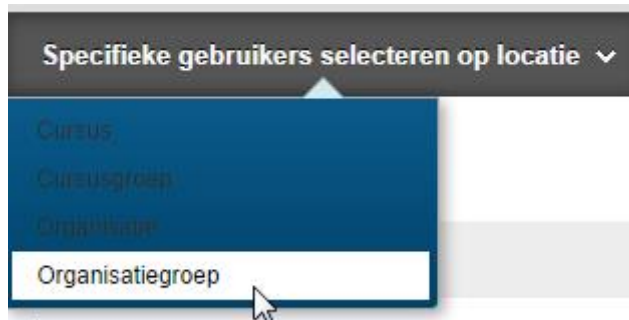 Specifieke gebruikers selecteren op locatie
Cursus
Cursusgroep
Organisatie
Organisatiegroep